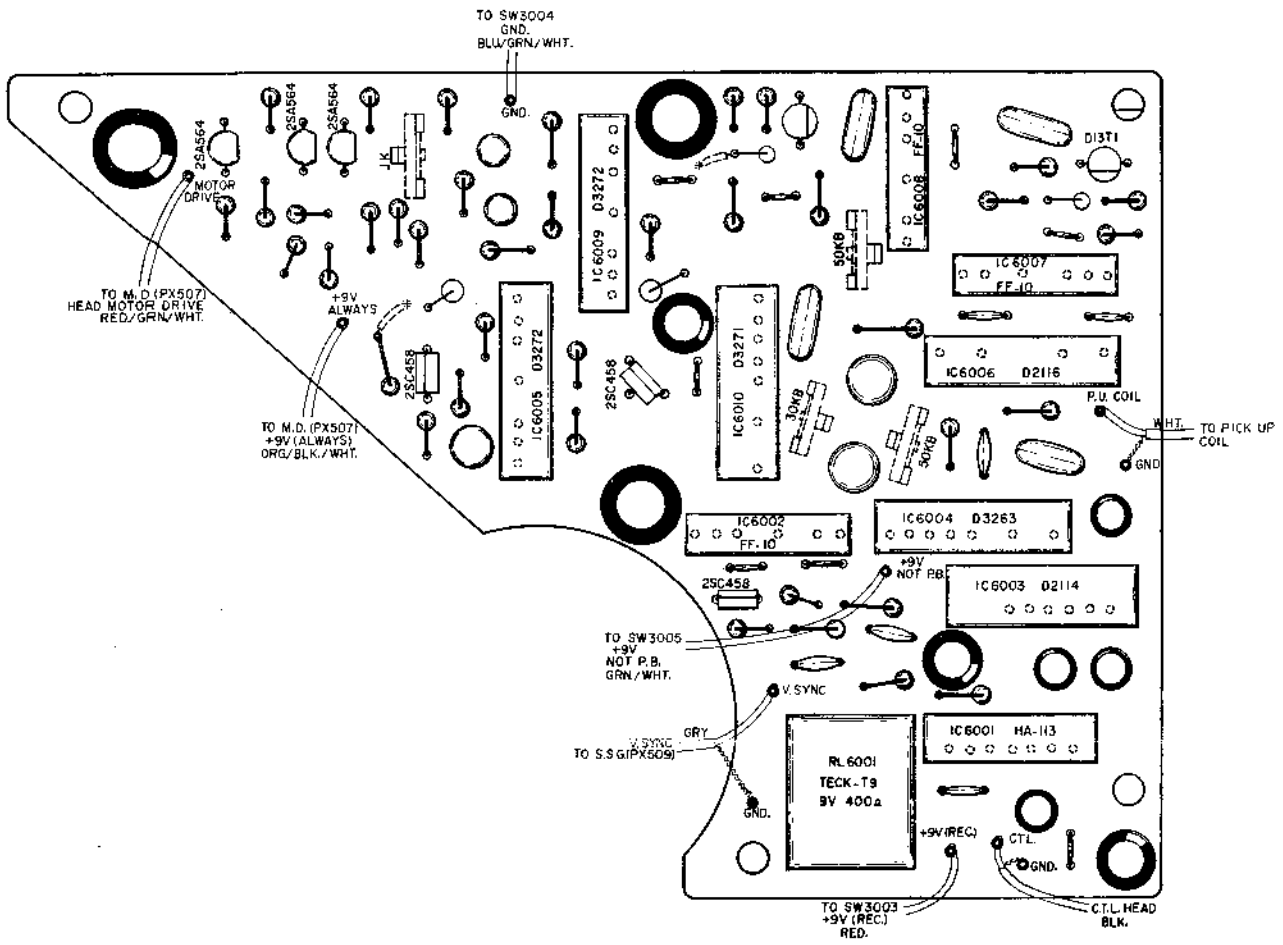 TO SW3004
GND.
BLU/GRN/WHT.
GND.
2SA564
2SA564
2SA564
1K
MOTOR
DRIVE
TO M.D.(PX507)
HEAD MOTOR DRIVE
RED/GRN/WHT.
+9V
ALWAYS
TO M.D.(PX507)
+9V(ALWAYS)
ORG/BLK./WHT.
2SC458
IC6009 D3272
IC6005 D3272
2SC458
IC6010 D3271
30KB
50KB
50KB
IC6008 FF-10
D13T1
IC6007
FF-10
IC6006 D2116
P.U. COIL
WHT.
TO PICK UP
COIL
GND
IC6002
FF-10
IC6004 D3263
+9V
NOT P.B.
IC6003 D2114
2SC458
TO SW3005
+9V
NOT P.B.
GRN/WHT.
V.SYNC
GRY
V.SYNC
TO S.S.G.(PX509)
GND.
RL6001
TECK-T9
9V 400Ω
IC6001 HA-113
+9V(REC.)
CTL.
GND.
TO SW3003
+9V(REC.)
RED.
C.T.L. HEAD
BLK.